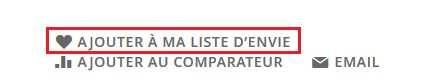 AJOUTER À MA LISTE D'ENVIE
AJOUTER AU COMPARATEUR EMAIL